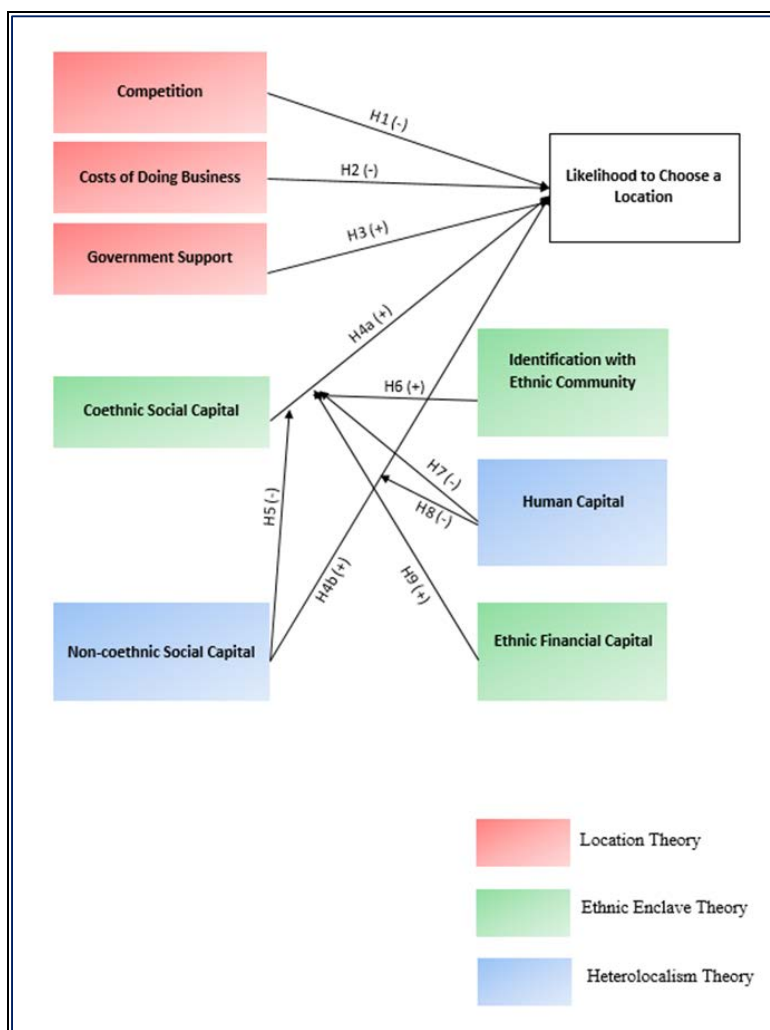 Competition
H1 (-)
Likelihood to Choose a
Location
Costs of Doing Business
H2 (-)
Government Support
H3 (+)
H4a (+)
Identification with
Ethnic Community
H6 (+)
Coethnic Social Capital
H7 (-)
Human Capital
H8 (-)
H5 (-)
H4b (+)
H9 (+)
Non-coethnic Social Capital
Ethnic Financial Capital
Location Theory
Ethnic Enclave Theory
Heterolocalism Theory